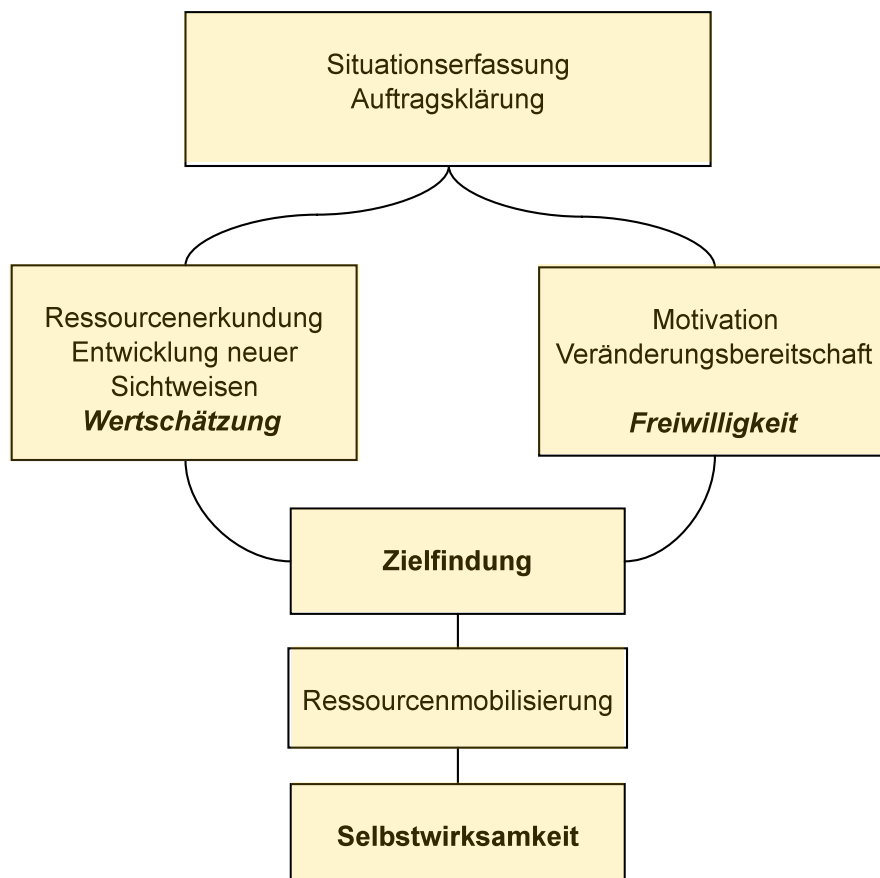 Situationserfassung
Auftragsklärung
Ressourcenerkundung
Entwicklung neuer
Sichtweisen
Wertschätzung
Motivation
Veränderungsbereitschaft
Freiwilligkeit
Zielfindung
Ressourcenmobilisierung
Selbstwirksamkeit